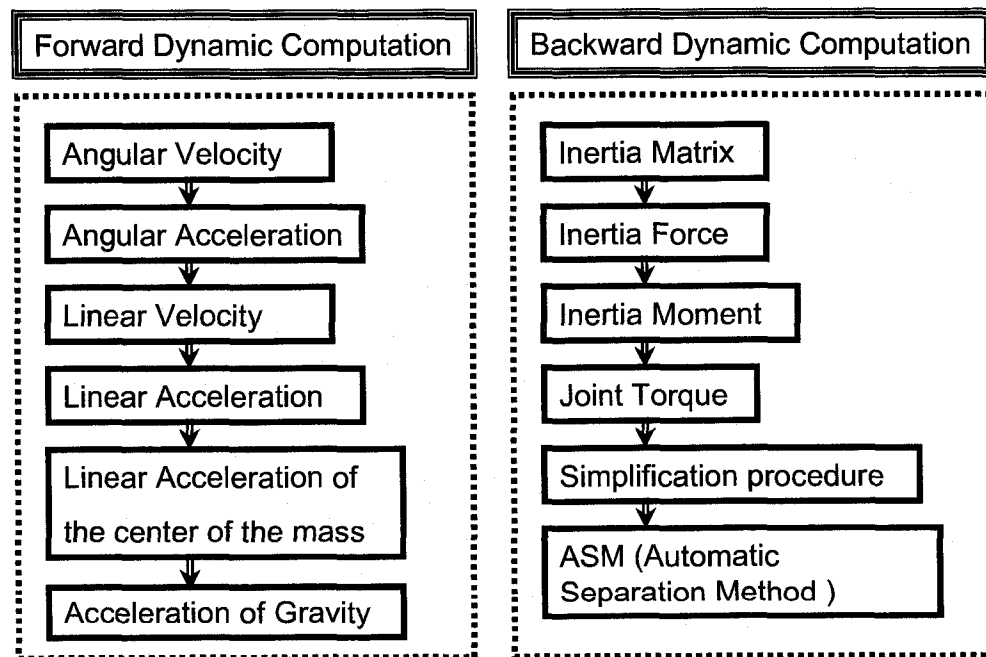 Forward Dynamic Computation
Angular Velocity
Angular Acceleration
Linear Velocity
Linear Acceleration
Linear Acceleration of
the center of the mass
Acceleration of Gravity
Backward Dynamic Computation
Inertia Matrix
Inertia Force
Inertia Moment
Joint Torque
Simplification procedure
ASM (Automatic
Separation Method )